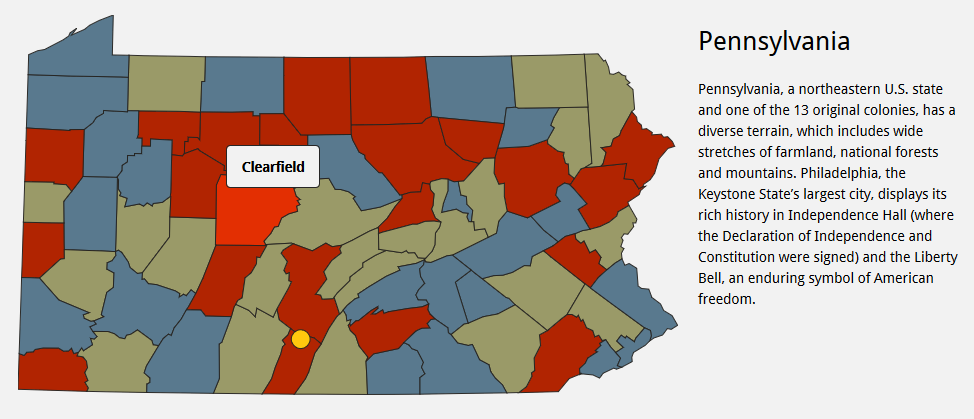 Pennsylvania
Clearfield
Pennsylvania, a northeastern U.S. state
and one of the 13 original colonies, has a
diverse terrain, which includes wide
stretches of farmland, national forests
and mountains. Philadelphia, the
Keystone State’s largest city, displays its
rich history in Independence Hall (where
the Declaration of Independence and
Constitution were signed) and the Liberty
Bell, an enduring symbol of American
freedom.